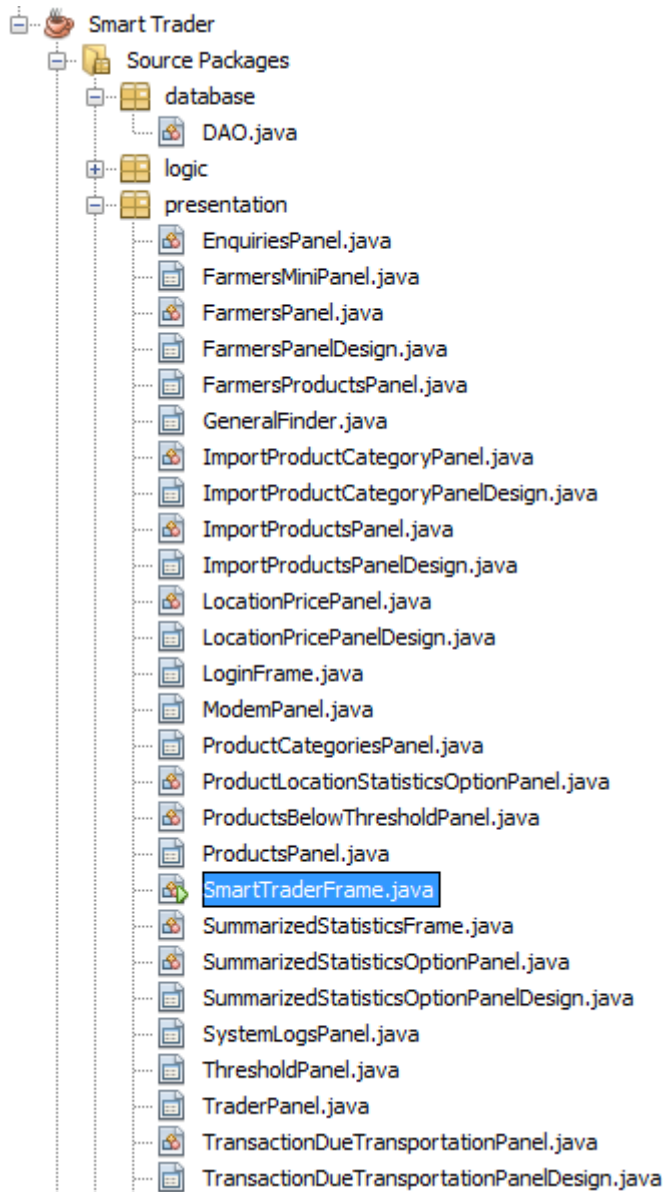 Smart Trader
Source Packages
database
DAO.java
logic
presentation
EnquiriesPanel.java
FarmersMiniPanel.java
FarmersPanel.java
FarmersPanelDesign.java
FarmersProductsPanel.java
GeneralFinder.java
ImportProductCategoryPanel.java
ImportProductCategoryPanelDesign.java
ImportProductsPanel.java
ImportProductsPanelDesign.java
LocationPricePanel.java
LocationPricePanelDesign.java
LoginFrame.java
ModemPanel.java
ProductCategoriesPanel.java
ProductLocationStatisticsOptionPanel.java
ProductsBelowThresholdPanel.java
ProductsPanel.java
SmartTraderFrame.java
SummarizedStatisticsFrame.java
SummarizedStatisticsOptionPanel.java
SummarizedStatisticsOptionPanelDesign.java
SystemLogsPanel.java
ThresholdPanel.java
TraderPanel.java
TransactionDueTransportationPanel.java
TransactionDueTransportationPanelDesign.java